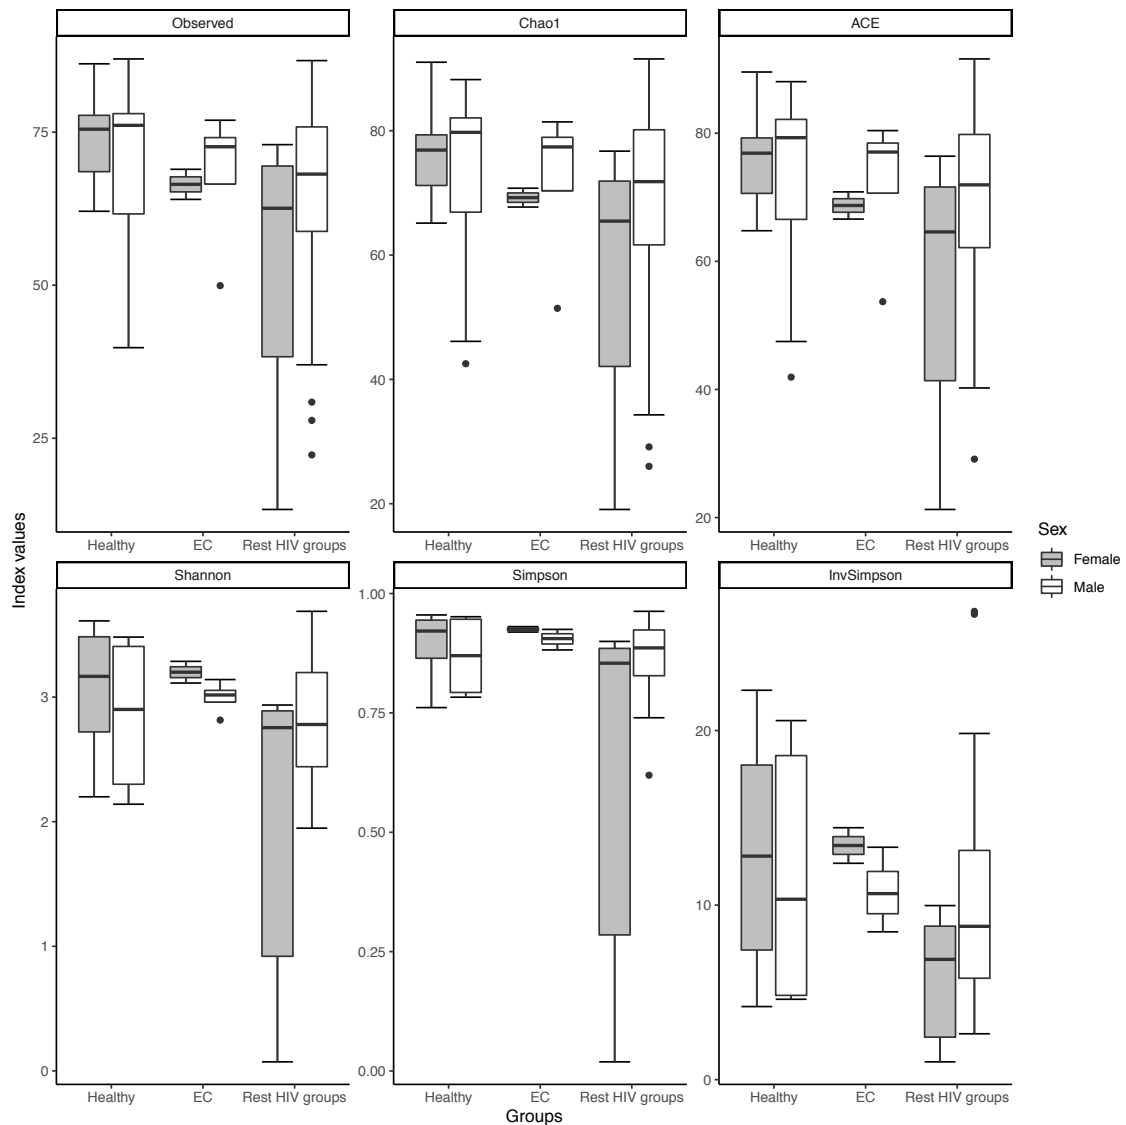 Observed
Chao1
ACE
75
50
25
80
60
40
20
80
60
40
20
Healthy
EC
Rest HIV groups
Healthy
EC
Rest HIV groups
Healthy
EC
Rest HIV groups
Shannon
Simpson
InvSimpson
3
2
1
0
1.00
0.75
0.50
0.25
0.00
20
10
0
Healthy
EC
Rest HIV groups
Healthy
EC
Rest HIV groups
Healthy
EC
Rest HIV groups
Index values
Groups
Sex
Female
Male